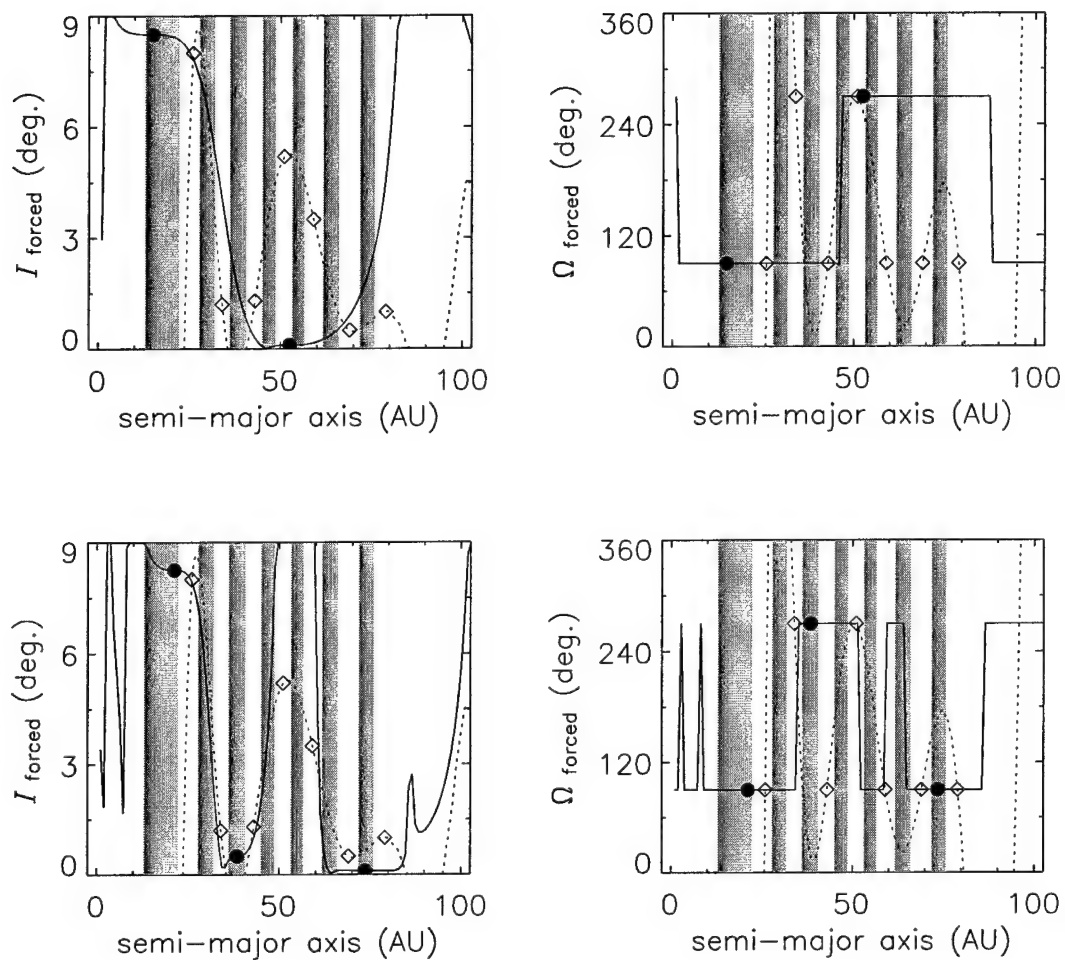 9
6
3
0
I forced (deg.)
0 50 100
semi-major axis (AU)
360
240
120
0
Ω forced (deg.)
0 50 100
semi-major axis (AU)
9
6
3
0
I forced (deg.)
0 50 100
semi-major axis (AU)
360
240
120
0
Ω forced (deg.)
0 50 100
semi-major axis (AU)